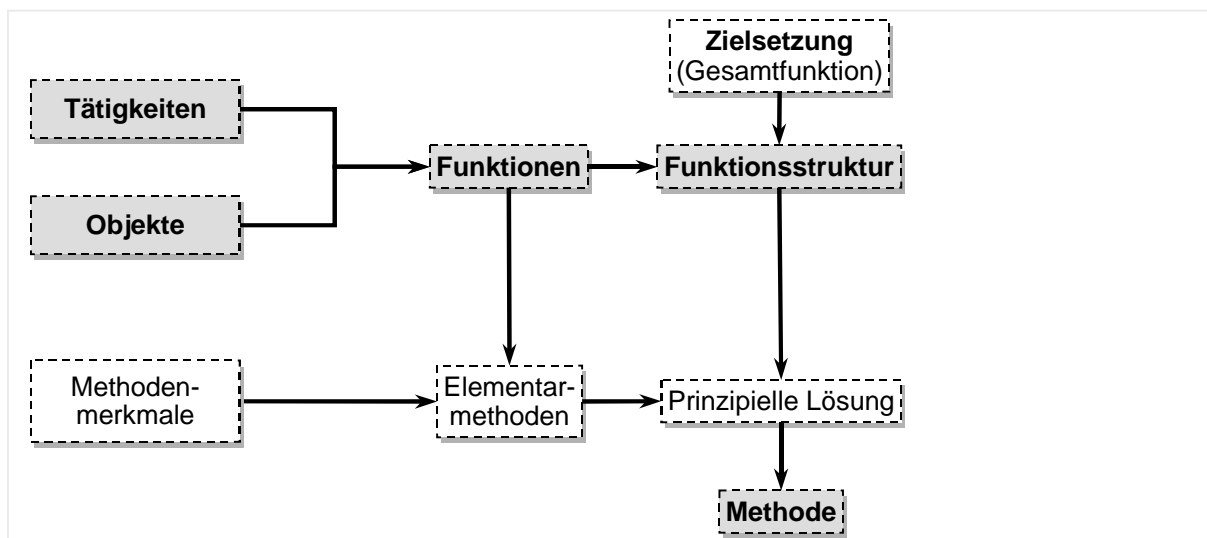 Zielsetzung
(Gesamtfunktion)
Tätigkeiten
Funktionen
Funktionsstruktur
Objekte
Methoden-
merkmale
Elementar-
methoden
Prinzipielle Lösung
Methode